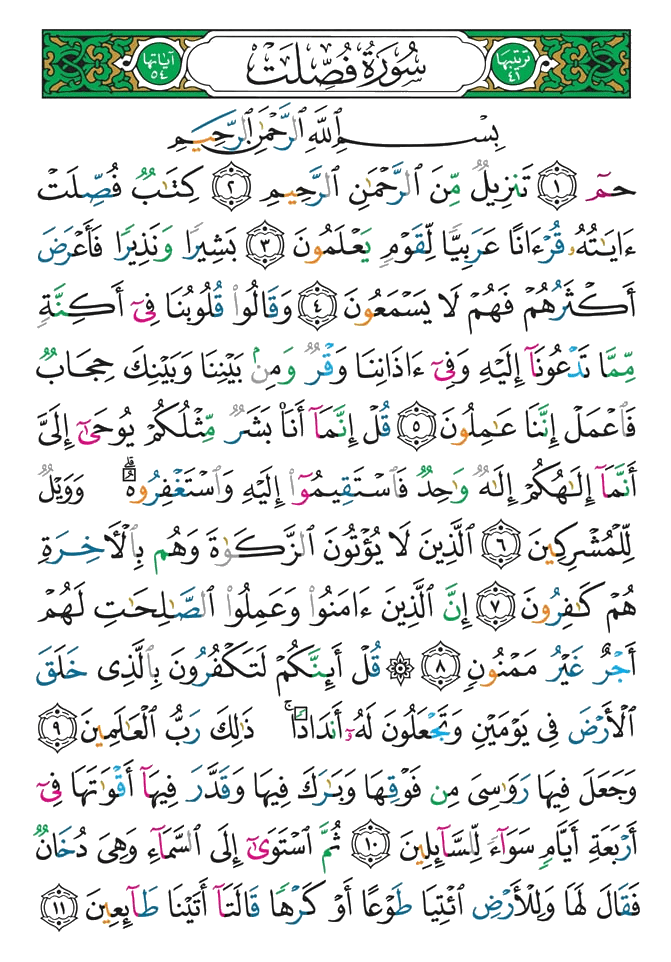 ترتيبها ٤١ سُورَةُ فُصِّلَتْ آياتها ٥٤
بِسْمِ ٱللَّهِ ٱلرَّحْمَٰنِ ٱلرَّحِيمِ
حمٓ ١ تَنزِيلٌ مِّنَ ٱلرَّحْمَٰنِ ٱلرَّحِيمِ ٢ كِتَٰبٌ فُصِّلَتْ
ءَايَٰتُهُۥ قُرْءَانًا عَرَبِيًّا لِّقَوْمٍ يَعْلَمُونَ ٣ بَشِيرًا وَنَذِيرًا فَأَعْرَضَ
أَكْثَرُهُمْ فَهُمْ لَا يَسْمَعُونَ ٤ وَقَالُوا۟ قُلُوبُنَا فِىٓ أَكِنَّةٍ
مِّمَّا تَدْعُونَآ إِلَيْهِ وَفِىٓ ءَاذَانِنَا وَقْرٌ وَمِنۢ بَيْنِنَا وَبَيْنِكَ حِجَابٌ
فَٱعْمَلْ إِنَّنَا عَٰمِلُونَ ٥ قُلْ إِنَّمَآ أَنَا۠ بَشَرٌ مِّثْلُكُمْ يُوحَىٰٓ إِلَىَّ
أَنَّمَآ إِلَٰهُكُمْ إِلَٰهٌ وَٰحِدٌ فَٱسْتَقِيمُوٓا۟ إِلَيْهِ وَٱسْتَغْفِرُوهُ ۗ وَوَيْلٌ
لِّلْمُشْرِكِينَ ٦ ٱلَّذِينَ لَا يُؤْتُونَ ٱلزَّكَوٰةَ وَهُم بِٱلْءَاخِرَةِ
هُمْ كَٰفِرُونَ ٧ إِنَّ ٱلَّذِينَ ءَامَنُوا۟ وَعَمِلُوا۟ ٱلصَّٰلِحَٰتِ لَهُمْ
أَجْرٌ غَيْرُ مَمْنُونٍ ٨ ۞ قُلْ أَئِنَّكُمْ لَتَكْفُرُونَ بِٱلَّذِى خَلَقَ
ٱلْأَرْضَ فِى يَوْمَيْنِ وَتَجْعَلُونَ لَهُۥٓ أَندَادًا ۚ ذَٰلِكَ رَبُّ ٱلْعَٰلَمِينَ ٩
وَجَعَلَ فِيهَا رَوَٰسِىَ مِن فَوْقِهَا وَبَٰرَكَ فِيهَا وَقَدَّرَ فِيهَآ أَقْوَٰتَهَا فِىٓ
أَرْبَعَةِ أَيَّامٍ سَوَآءً لِّلسَّآئِلِينَ ١٠ ثُمَّ ٱسْتَوَىٰٓ إِلَى ٱلسَّمَآءِ وَهِىَ دُخَانٌ
فَقَالَ لَهَا وَلِلْأَرْضِ ٱئْتِيَا طَوْعًا أَوْ كَرْهًا قَالَتَآ أَتَيْنَا طَآئِعِينَ ١١